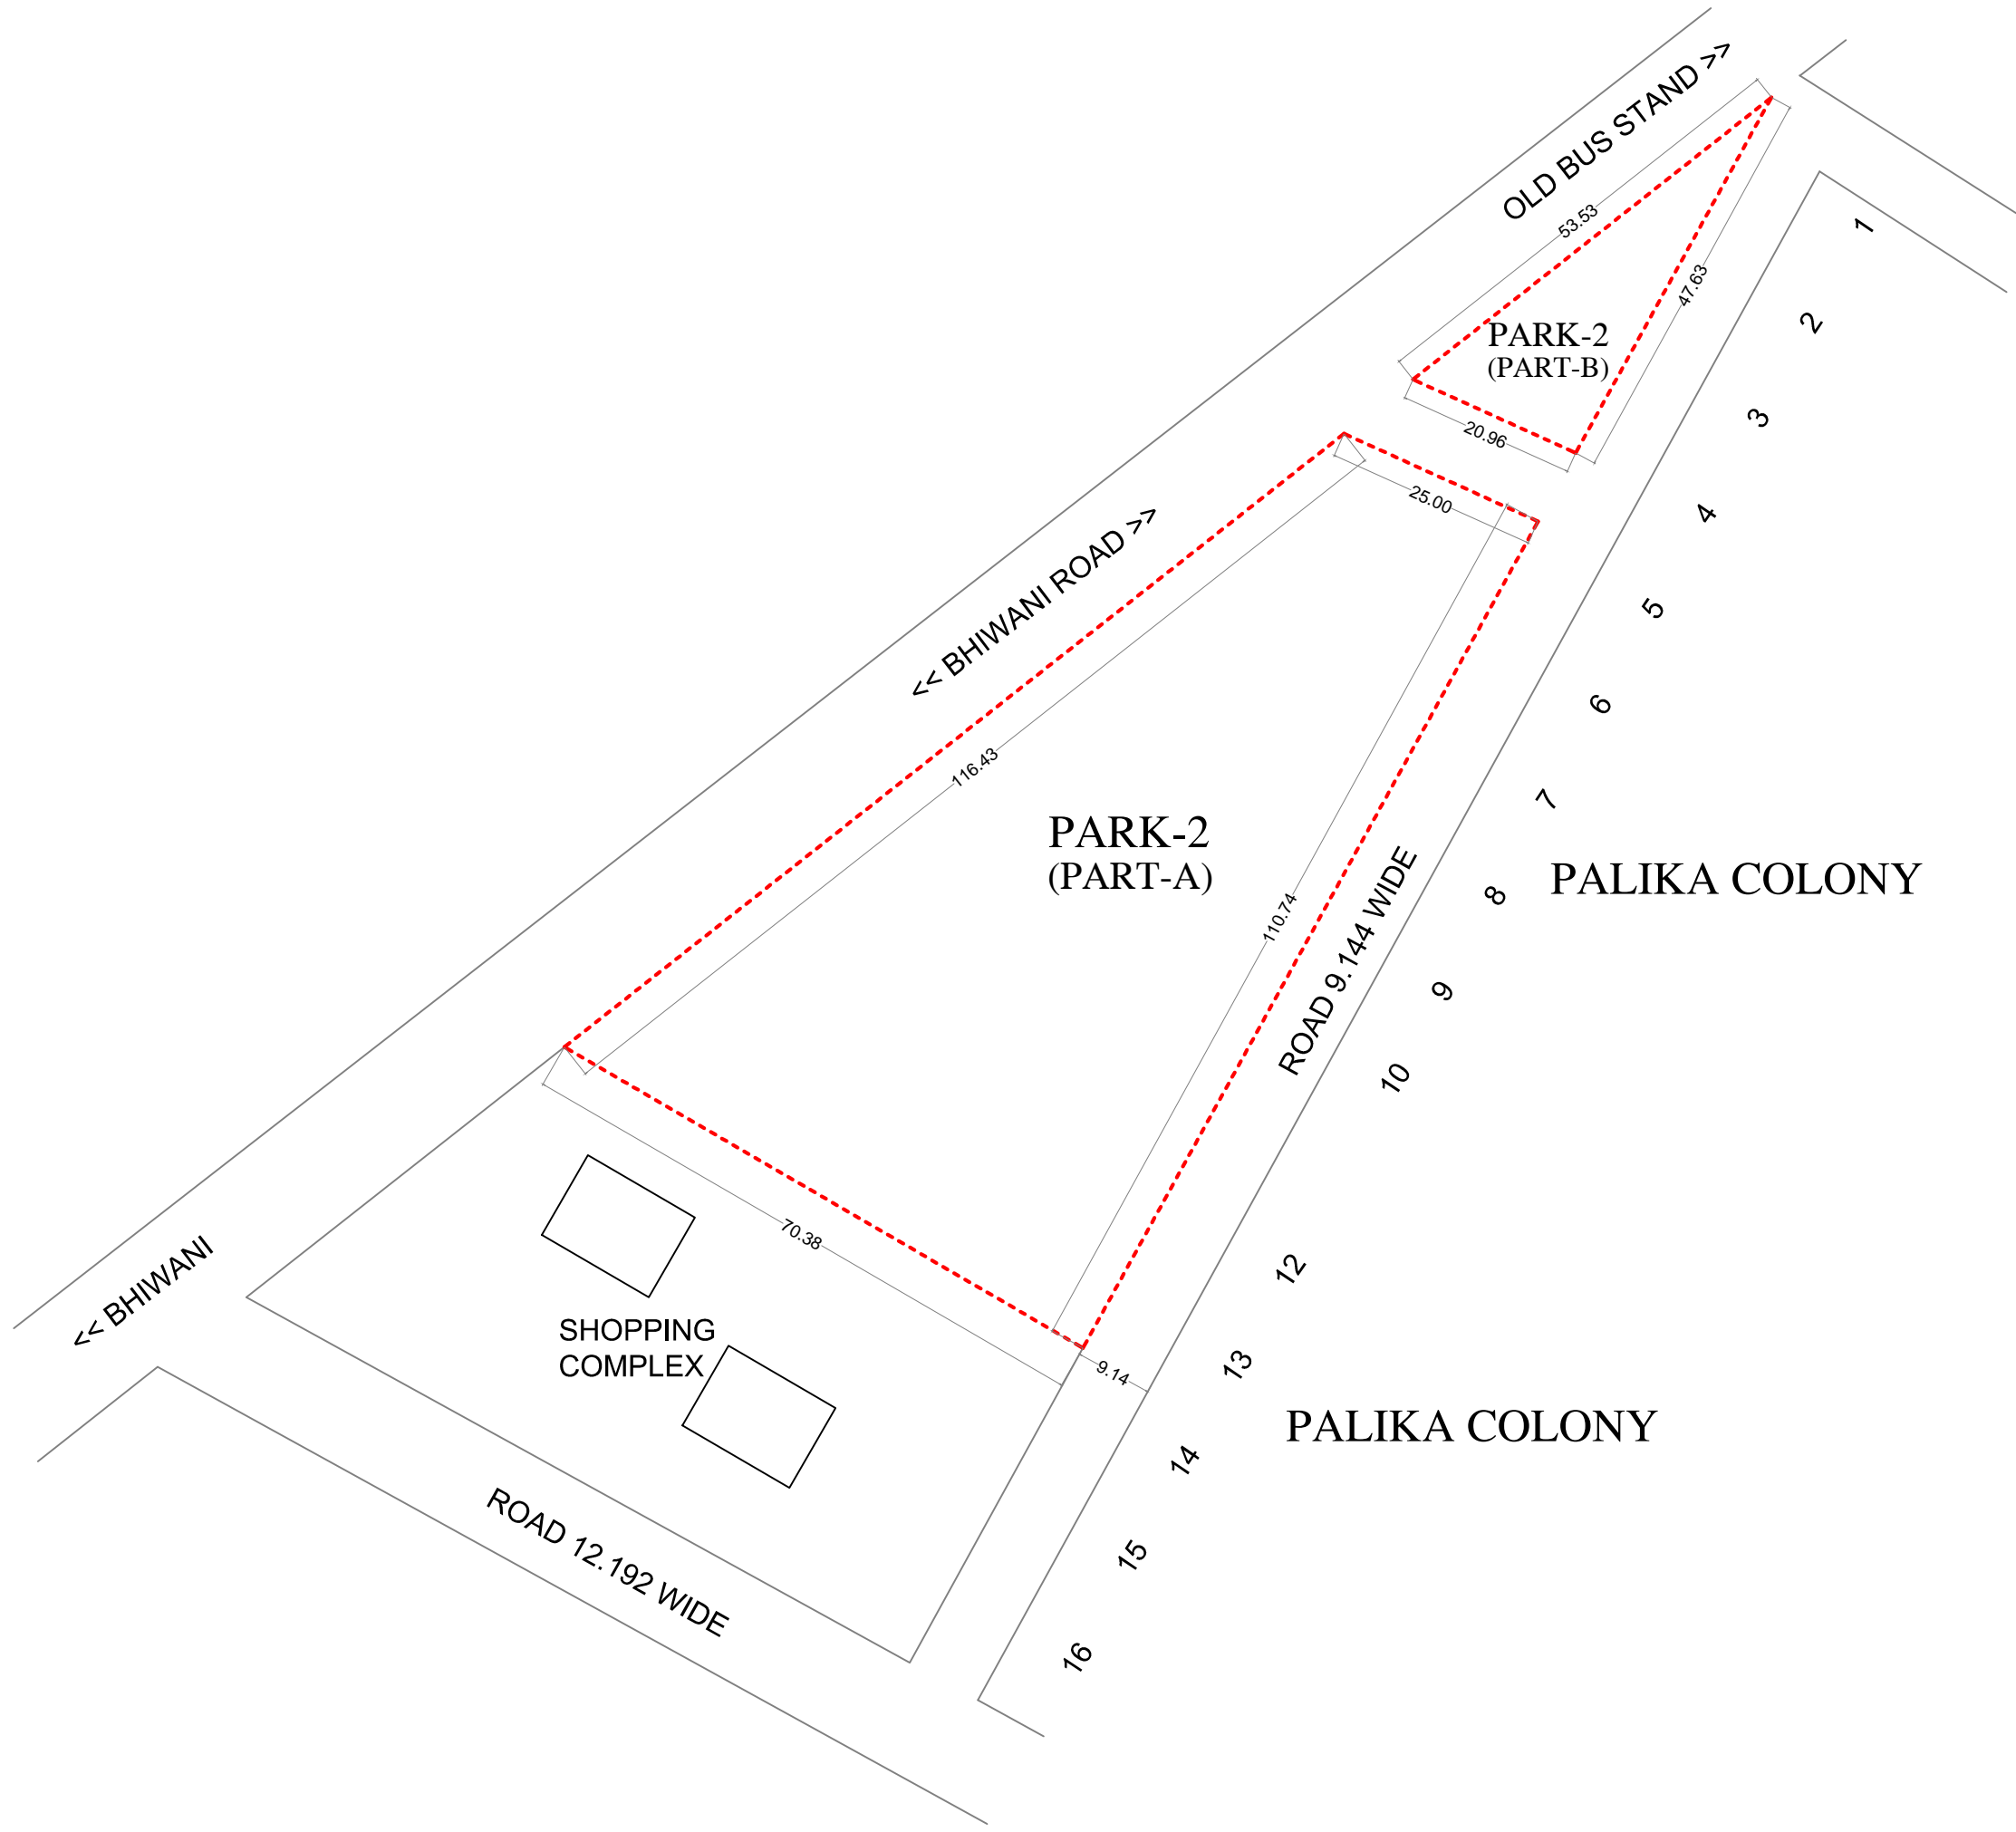 OLD BUS STAND >>
53.53
47.63
PARK-2
(PART-B)
20.96
25.00
<< BHIWANI ROAD >>
116.43
PARK-2
(PART-A)
110.74
ROAD 9.144 WIDE
1
2
3
4
5
6
7
8
9
10
12
13
14
15
16
PALIKA COLONY
PALIKA COLONY
70.38
9.14
<< BHIWANI
SHOPPING
COMPLEX
ROAD 12.192 WIDE